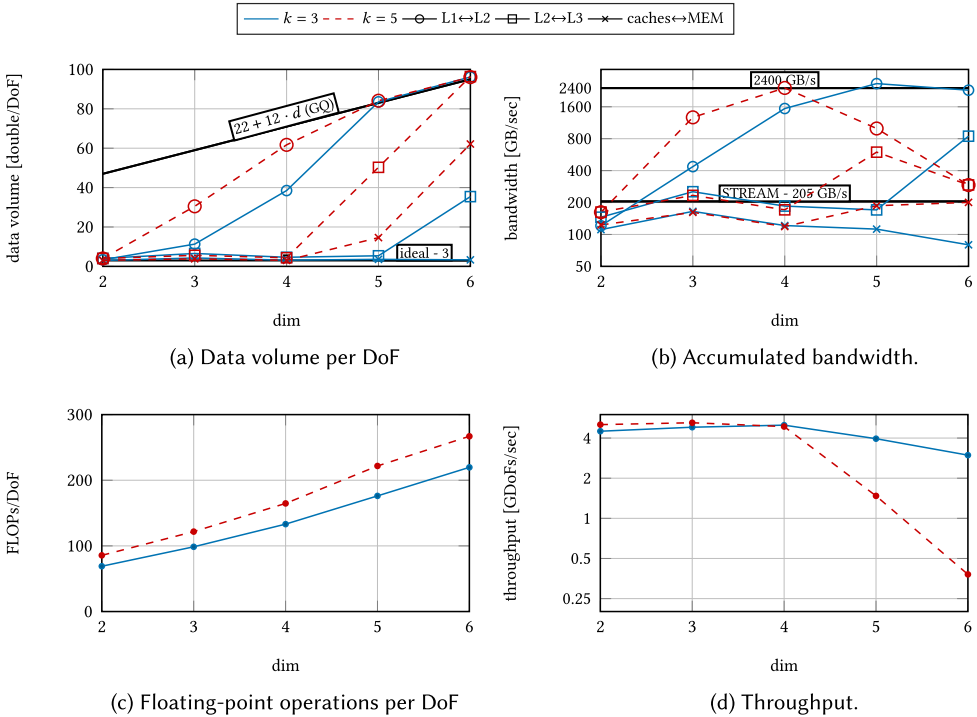 k = 3 k = 5 L1↔L2 L2↔L3 caches↔MEM
data volume [double/DoF]
100
80
60
40
20
0
22 + 12 · d (GQ)
ideal - 3
2 3 4 5 6
dim
(a) Data volume per DoF
bandwidth [GB/sec]
2400
1600
800
400
200
100
50
2400 GB/s
STREAM - 205 GB/s
2 3 4 5 6
dim
(b) Accumulated bandwidth.
FLOPs/DoF
300
200
100
0
2 3 4 5 6
dim
(c) Floating-point operations per DoF
throughput [GDoFs/sec]
4
2
1
0.5
0.25
2 3 4 5 6
dim
(d) Throughput.